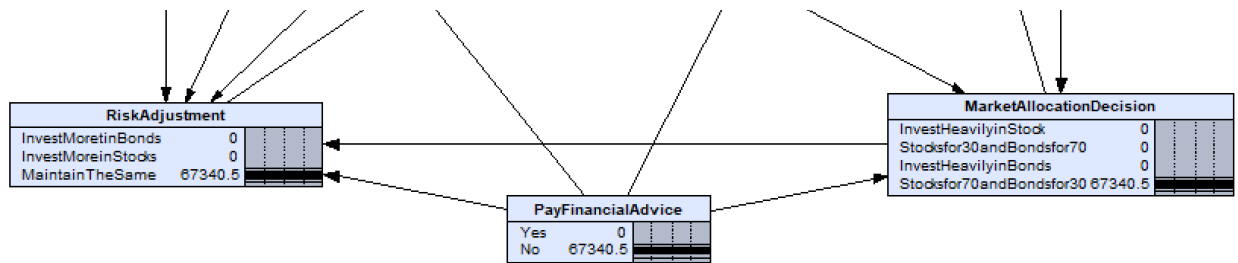 RiskAdjustment
InvestMoretinBonds 0
InvestMoreinStocks 0
MaintainTheSame 67340.5
MarketAllocationDecision
InvestHeavilyinStock 0
Stocksfor30andBondsfor70 0
InvestHeavilyinBonds 0
Stocksfor70andBondsfor30 67340.5
PayFinancialAdvice
Yes 0
No 67340.5